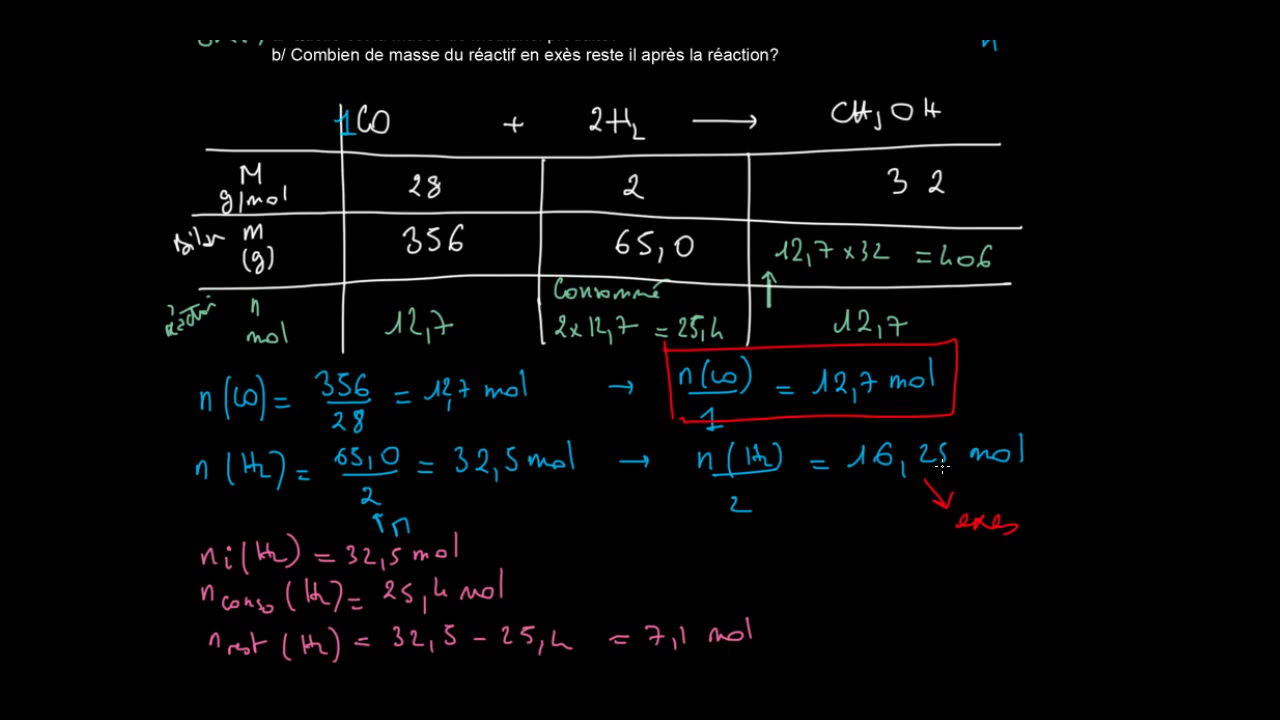 b/ Combien de masse du réactif en exès reste il après la réaction?
n
1CO + 2H₂ ⟶ CH₃OH
M g/mol 28 2 32
Bilan m (g) 356 65,0 12,7 x 32 = 406
Consommé
n mol 12,7 2 x 12,7 = 25,4 12,7
n(CO) = 356/28 = 12,7 mol → n(CO)/1 = 12,7 mol
n(H₂) = 65,0/2 = 32,5 mol → n(H₂)/2 = 16,25 mol
↑n
exes
ni(H₂) = 32,5 mol
nconso(H₂) = 25,4 mol
nrest(H₂) = 32,5 - 25,4 = 7,1 mol